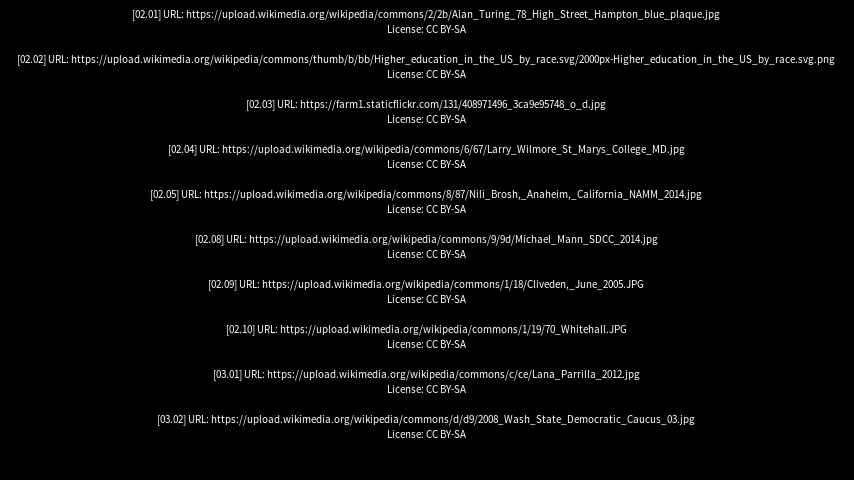 [02.01] URL: https://upload.wikimedia.org/wikipedia/commons/2/2b/Alan_Turing_78_High_Street_Hampton_blue_plaque.jpg
License: CC BY-SA
[02.02] URL: https://upload.wikimedia.org/wikipedia/commons/thumb/b/bb/Higher_education_in_the_US_by_race.svg/2000px-Higher_education_in_the_US_by_race.svg.png
License: CC BY-SA
[02.03] URL: https://farm1.staticflickr.com/131/408971496_3ca9e95748_o_d.jpg
License: CC BY-SA
[02.04] URL: https://upload.wikimedia.org/wikipedia/commons/6/67/Larry_Wilmore_St_Marys_College_MD.jpg
License: CC BY-SA
[02.05] URL: https://upload.wikimedia.org/wikipedia/commons/8/87/Nili_Brosh,_Anaheim,_California_NAMM_2014.jpg
License: CC BY-SA
[02.08] URL: https://upload.wikimedia.org/wikipedia/commons/9/9d/Michael_Mann_SDCC_2014.jpg
License: CC BY-SA
[02.09] URL: https://upload.wikimedia.org/wikipedia/commons/1/18/Cliveden,_June_2005.JPG
License: CC BY-SA
[02.10] URL: https://upload.wikimedia.org/wikipedia/commons/1/19/70_Whitehall.JPG
License: CC BY-SA
[03.01] URL: https://upload.wikimedia.org/wikipedia/commons/c/ce/Lana_Parrilla_2012.jpg
License: CC BY-SA
[03.02] URL: https://upload.wikimedia.org/wikipedia/commons/d/d9/2008_Wash_State_Democratic_Caucus_03.jpg
License: CC BY-SA